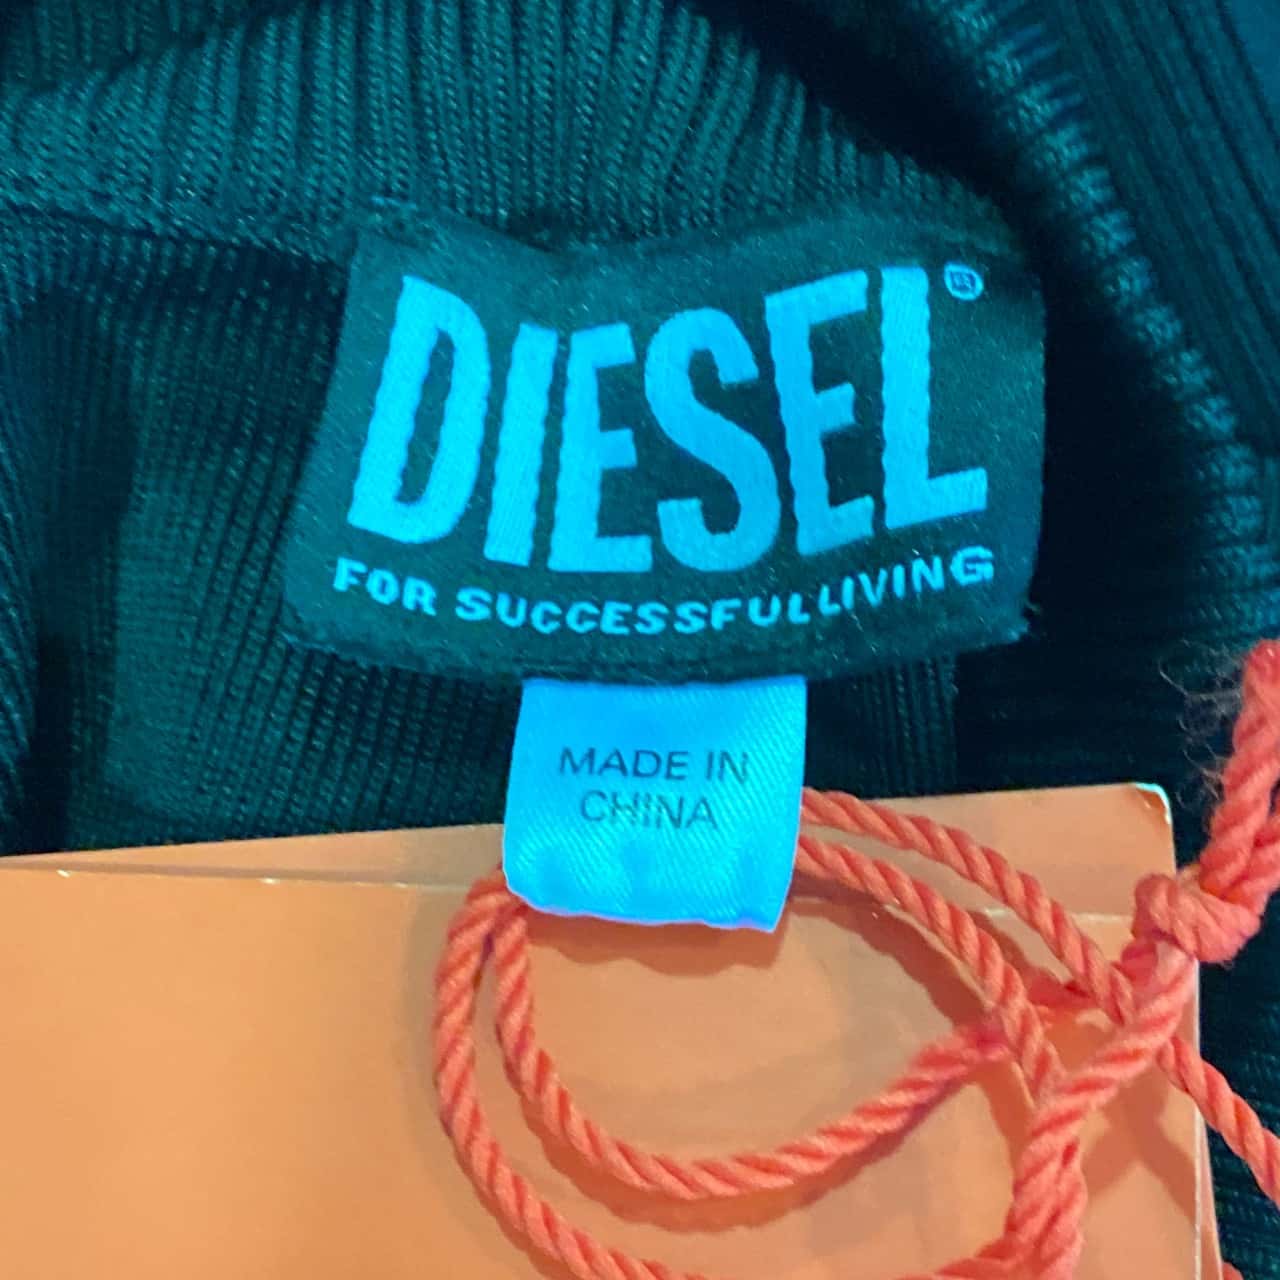 DIESEL®
FOR SUCCESSFUL LIVING
MADE IN
CHINA